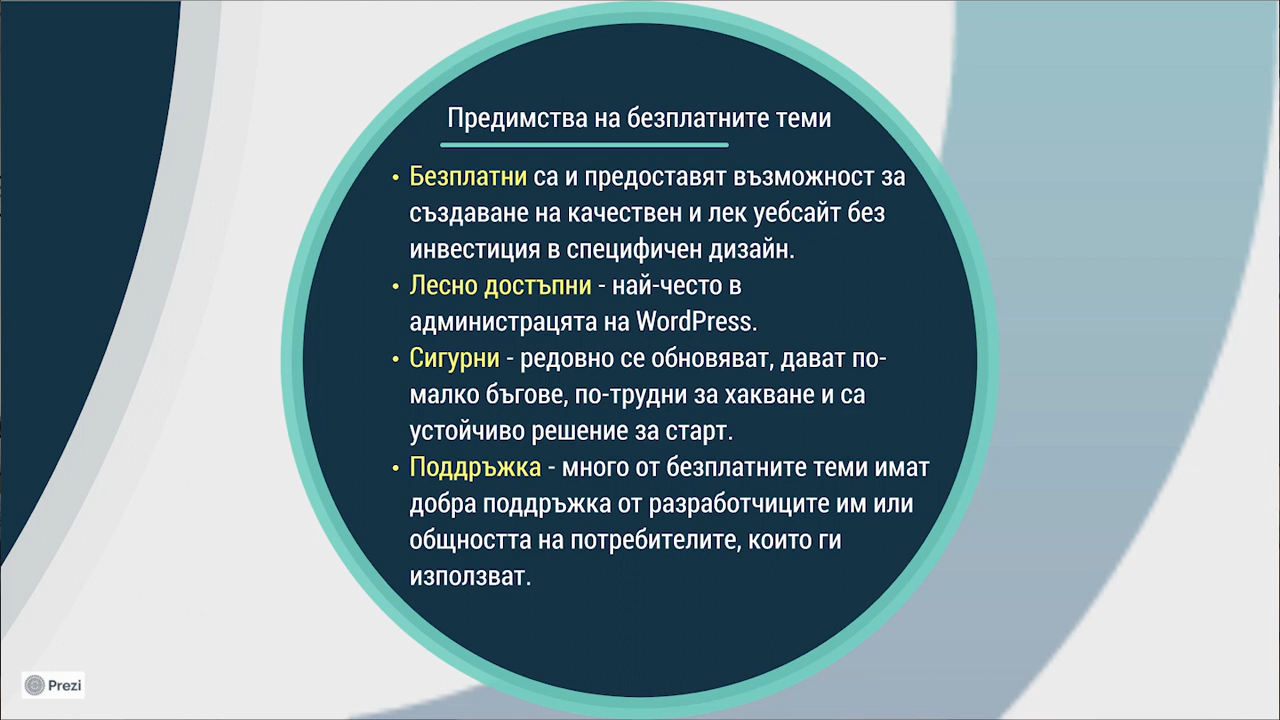 Предимства на безплатните теми
• Безплатни са и предоставят възможност за
създаване на качествен и лек уебсайт без
инвестиция в специфичен дизайн.
• Лесно достъпни - най-често в
администрацята на WordPress.
• Сигурни - редовно се обновяват, дават по-
малко бъгове, по-трудни за хакване и са
устойчиво решение за старт.
• Поддръжка - много от безплатните теми имат
добра поддръжка от разработчиците им или
общността на потребителите, които ги
използват.
Prezi